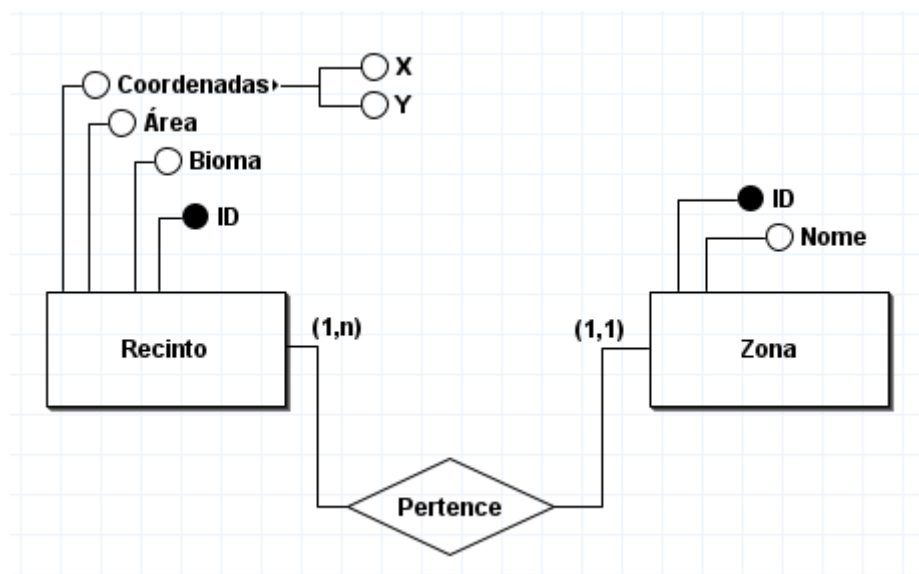 Coordenadas
X
Y
Área
Bioma
ID
ID
Nome
Recinto
(1,n)
(1,1)
Zona
Pertence